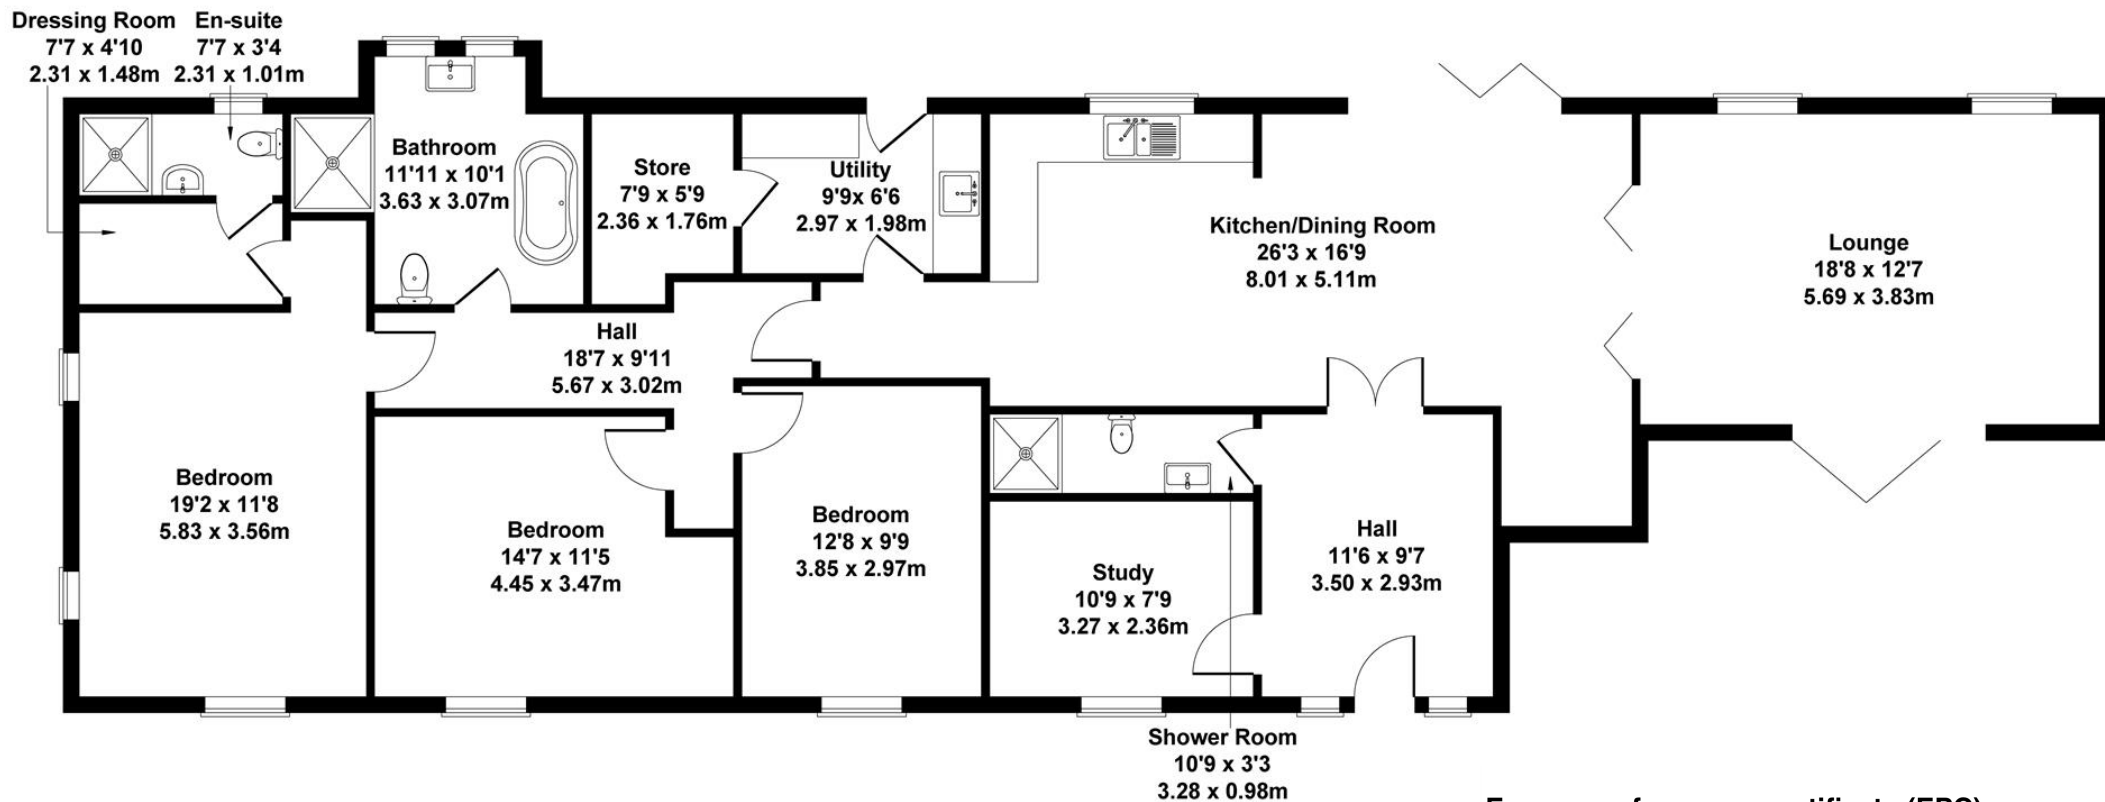 Dressing Room
7'7 x 4'10
2.31 x 1.48m
En-suite
7'7 x 3'4
2.31 x 1.01m
Bathroom
11'11 x 10'1
3.63 x 3.07m
Store
7'9 x 5'9
2.36 x 1.76m
Utility
9'9x 6'6
2.97 x 1.98m
Kitchen/Dining Room
26'3 x 16'9
8.01 x 5.11m
Lounge
18'8 x 12'7
5.69 x 3.83m
Hall
18'7 x 9'11
5.67 x 3.02m
Bedroom
19'2 x 11'8
5.83 x 3.56m
Bedroom
14'7 x 11'5
4.45 x 3.47m
Bedroom
12'8 x 9'9
3.85 x 2.97m
Study
10'9 x 7'9
3.27 x 2.36m
Hall
11'6 x 9'7
3.50 x 2.93m
Shower Room
10'9 x 3'3
3.28 x 0.98m
(EPC)